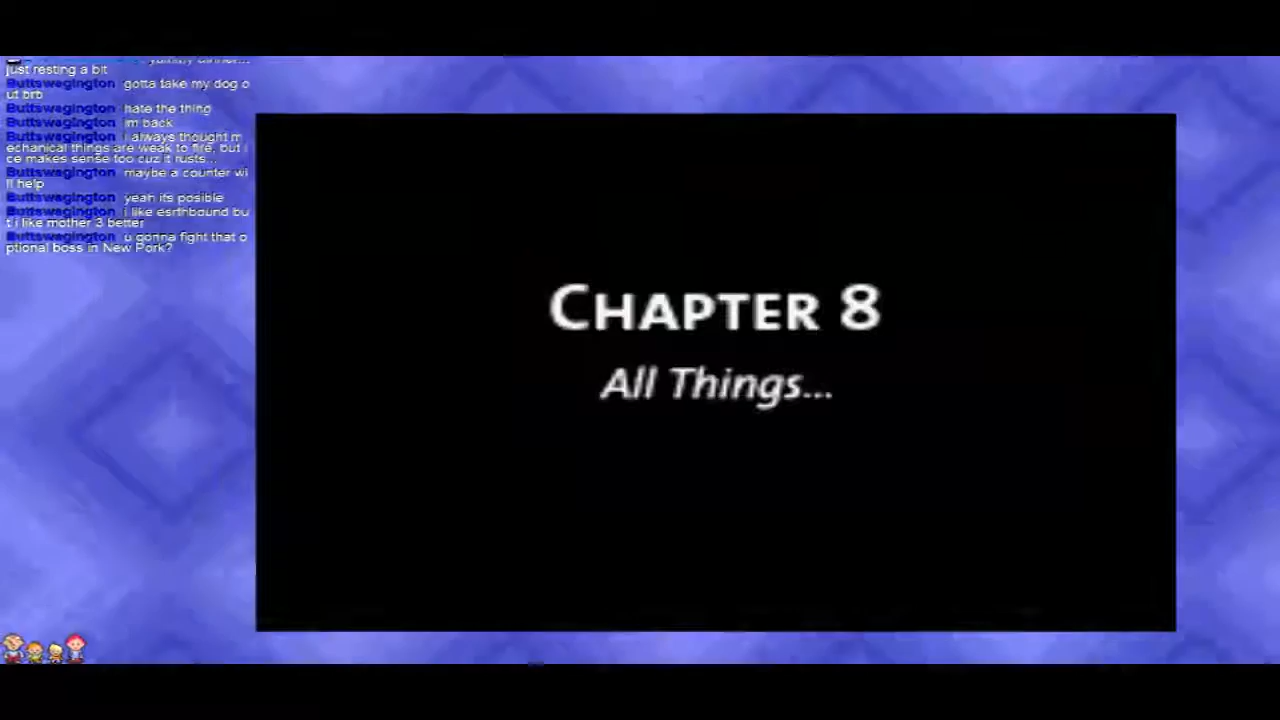 just resting a bit
Buttswagington gotta take my dog o
ut brb
Buttswagington hate the thing
Buttswagington im back
Buttswagington i always thought m
echanical things are weak to fire, but i
ce makes sense too cuz it rusts...
Buttswagington maybe a counter wi
ll help
Buttswagington yeah its posible
Buttswagington i like esrthbound bu
t i like mother 3 better
Buttswagington u gonna fight that o
ptional boss in New Pork?
CHAPTER 8
All Things...